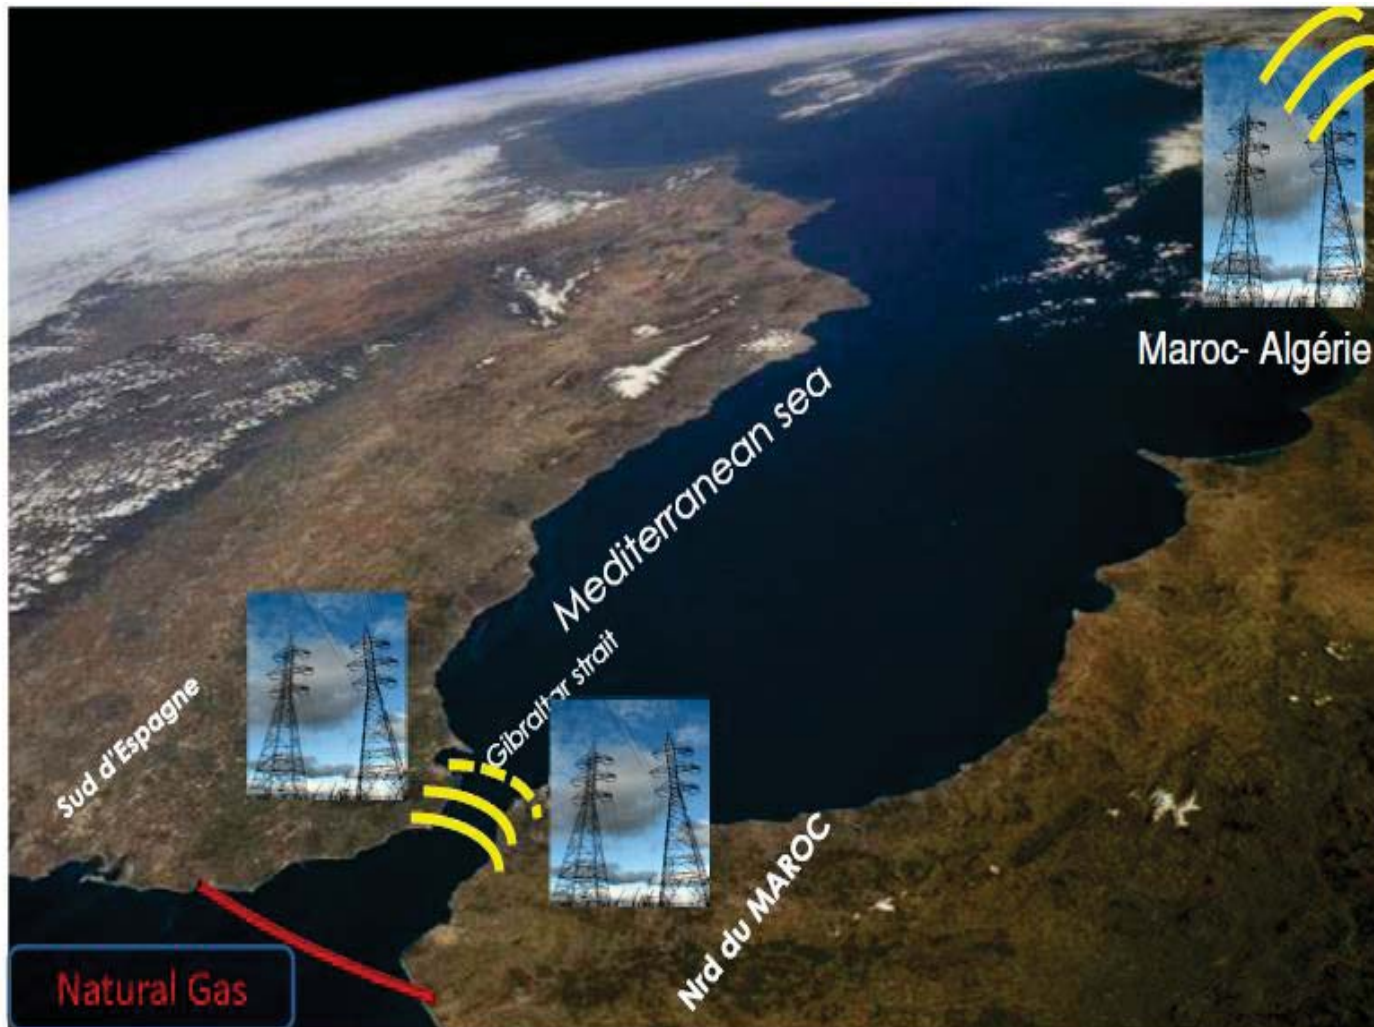 Maroc- Algérie
Mediterranean sea
Gibraltar strait
Sud d'Espagne
Nrd du MAROC
Natural Gas